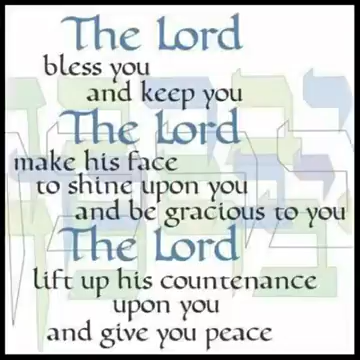 The Lord
bless you
and keep you
The Lord
make his face
to shine upon you
and be gracious to you
The Lord
lift up his countenance
upon you
and give you peace